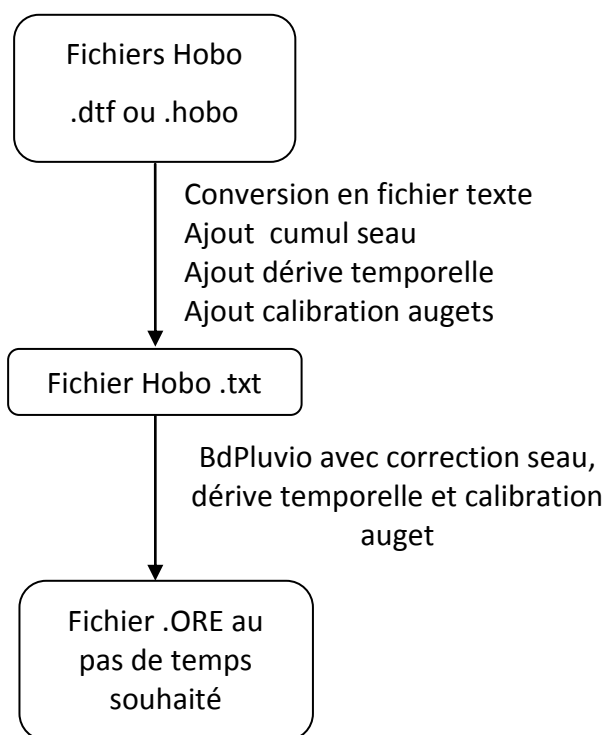 Fichiers Hobo
.dtf ou .hobo
Conversion en fichier texte
Ajout cumul seau
Ajout dérive temporelle
Ajout calibration augets
Fichier Hobo .txt
BdPluvio avec correction seau,
dérive temporelle et calibration
auget
Fichier .ORE au
pas de temps
souhaité